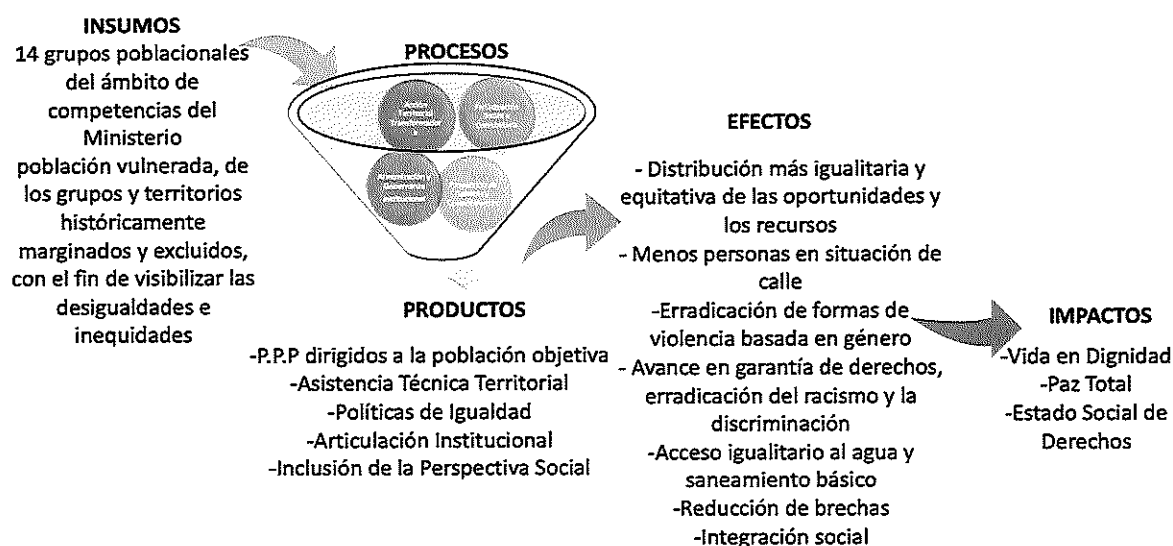 INSUMOS
14 grupos poblacionales
del ámbito de
competencias del
Ministerio
población vulnerada, de
los grupos y territorios
históricamente
marginados y excluidos,
con el fin de visibilizar las
desigualdades e
inequidades
PROCESOS
PRODUCTOS
-P.P.P dirigidos a la población objetiva
-Asistencia Técnica Territorial
-Políticas de Igualdad
-Articulación Institucional
-Inclusión de la Perspectiva Social
EFECTOS
- Distribución más igualitaria y
equitativa de las oportunidades y
los recursos
- Menos personas en situación de
calle
-Erradicación de formas de
violencia basada en género
- Avance en garantía de derechos,
erradicación del racismo y la
discriminación
-Acceso igualitario al agua y
saneamiento básico
-Reducción de brechas
-Integración social
IMPACTOS
-Vida en Dignidad
-Paz Total
-Estado Social de
Derechos